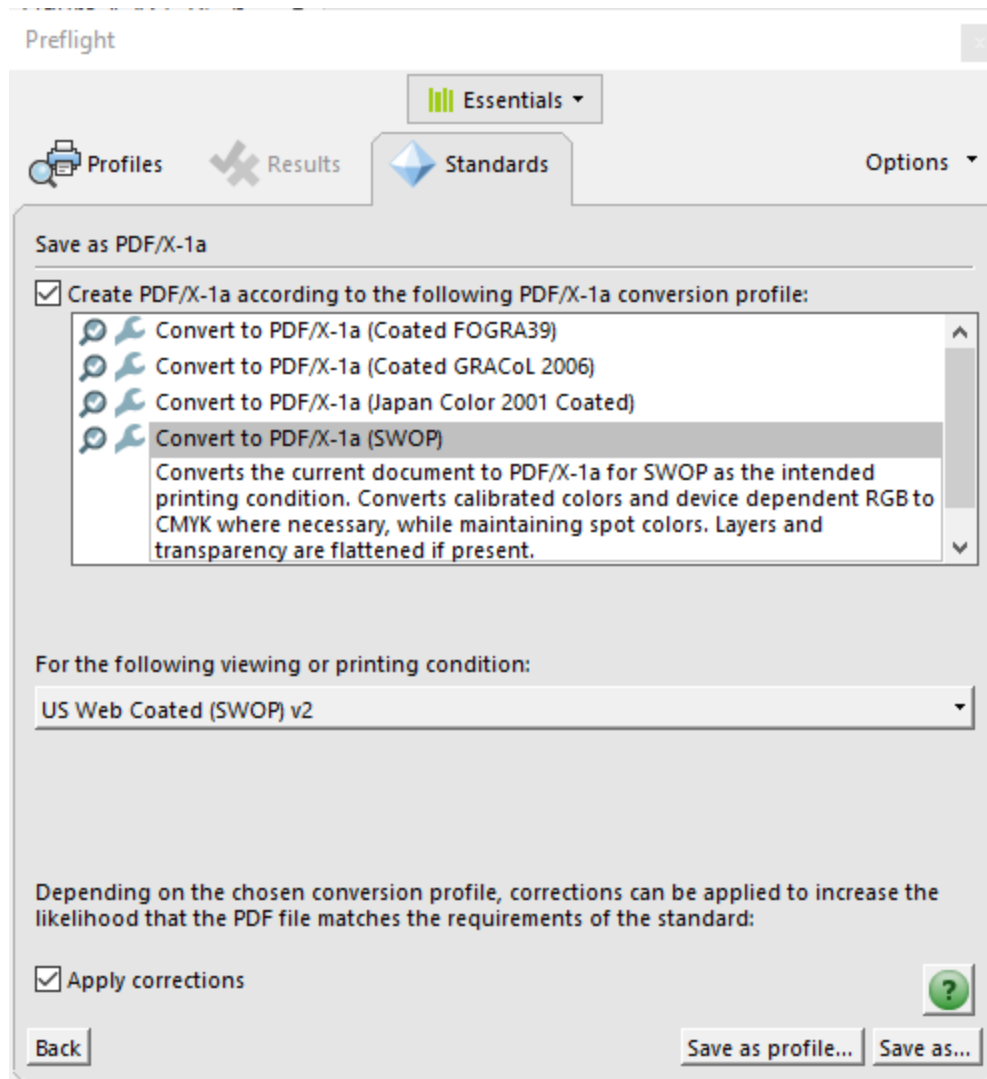 Preflight
x
Essentials
Profiles
Results
Standards
Options
Save as PDF/X-1a
Create PDF/X-1a according to the following PDF/X-1a conversion profile:
Convert to PDF/X-1a (Coated FOGRA39)
Convert to PDF/X-1a (Coated GRACoL 2006)
Convert to PDF/X-1a (Japan Color 2001 Coated)
Convert to PDF/X-1a (SWOP)
Converts the current document to PDF/X-1a for SWOP as the intended
printing condition. Converts calibrated colors and device dependent RGB to
CMYK where necessary, while maintaining spot colors. Layers and
transparency are flattened if present.
For the following viewing or printing condition:
US Web Coated (SWOP) v2
Depending on the chosen conversion profile, corrections can be applied to increase the
likelihood that the PDF file matches the requirements of the standard:
Apply corrections
?
Back
Save as profile...
Save as...